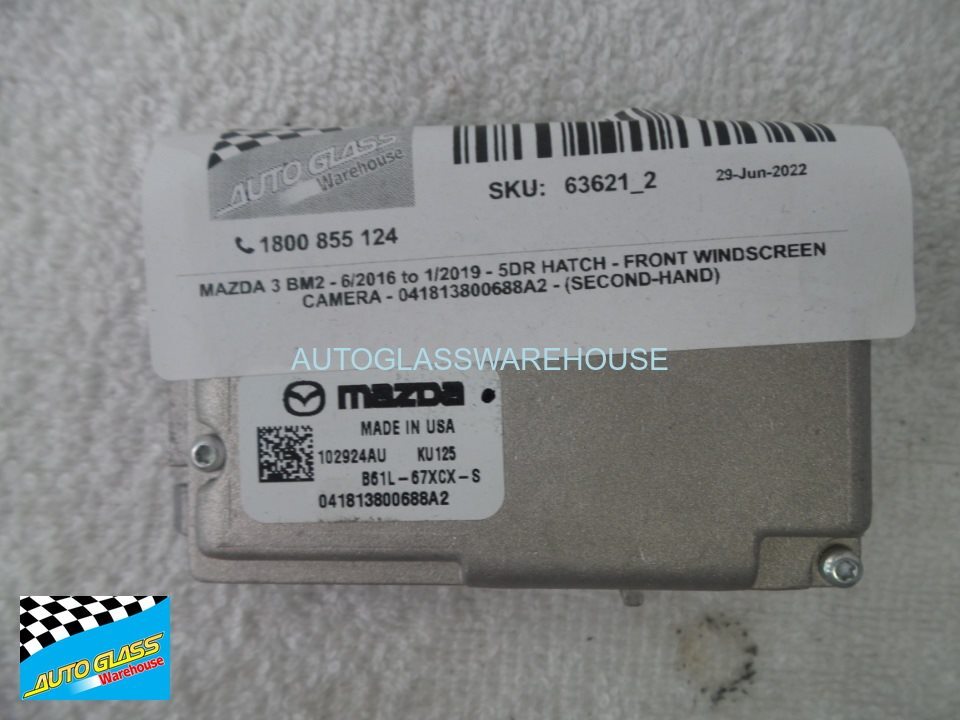 AUTO GLASS
Warehouse
SKU: 63621_2
29-Jun-2022
1800 855 124
MAZDA 3 BM2 - 6/2016 to 1/2019 - 5DR HATCH - FRONT WINDSCREEN
CAMERA - 041813800688A2 - (SECOND-HAND)
AUTOGLASSWAREHOUSE
mazda
MADE IN USA
102924AU KU125
B61L-67XCX-S
041813800688A2
AUTO GLASS
Warehouse